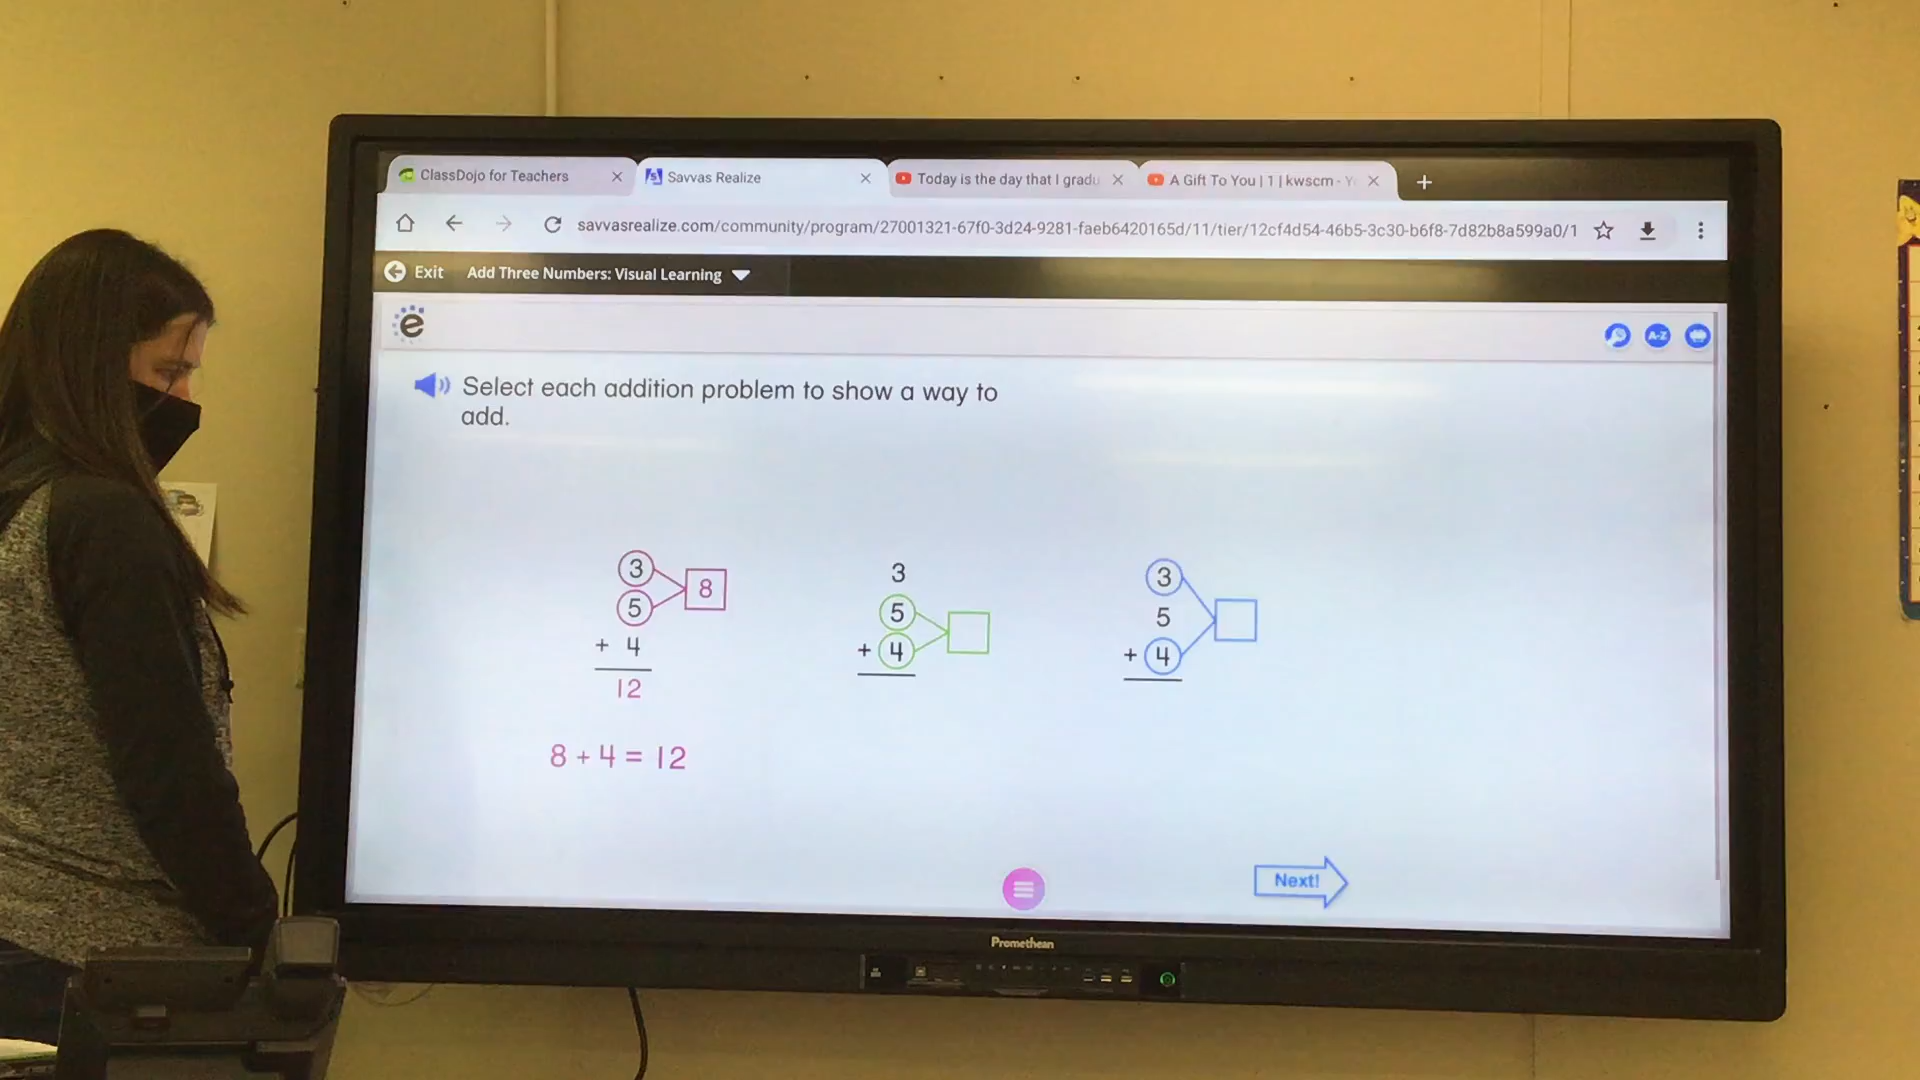 ClassDojo for Teachers
Savvas Realize
Today is the day that I gradu
A Gift To You | 1 | kwscm - Y
savvasrealize.com/community/program/27001321-67f0-3d24-9281-faeb6420165d/11/tier/12cf4d54-46b5-3c30-b6f8-7d82b8a599a0/1
Exit Add Three Numbers: Visual Learning
e
A-Z
Select each addition problem to show a way to
add.
3
5
8
+ 4
12
8 + 4 = 12
3
5
+ 4
3
5
+ 4
Next!
Promethean